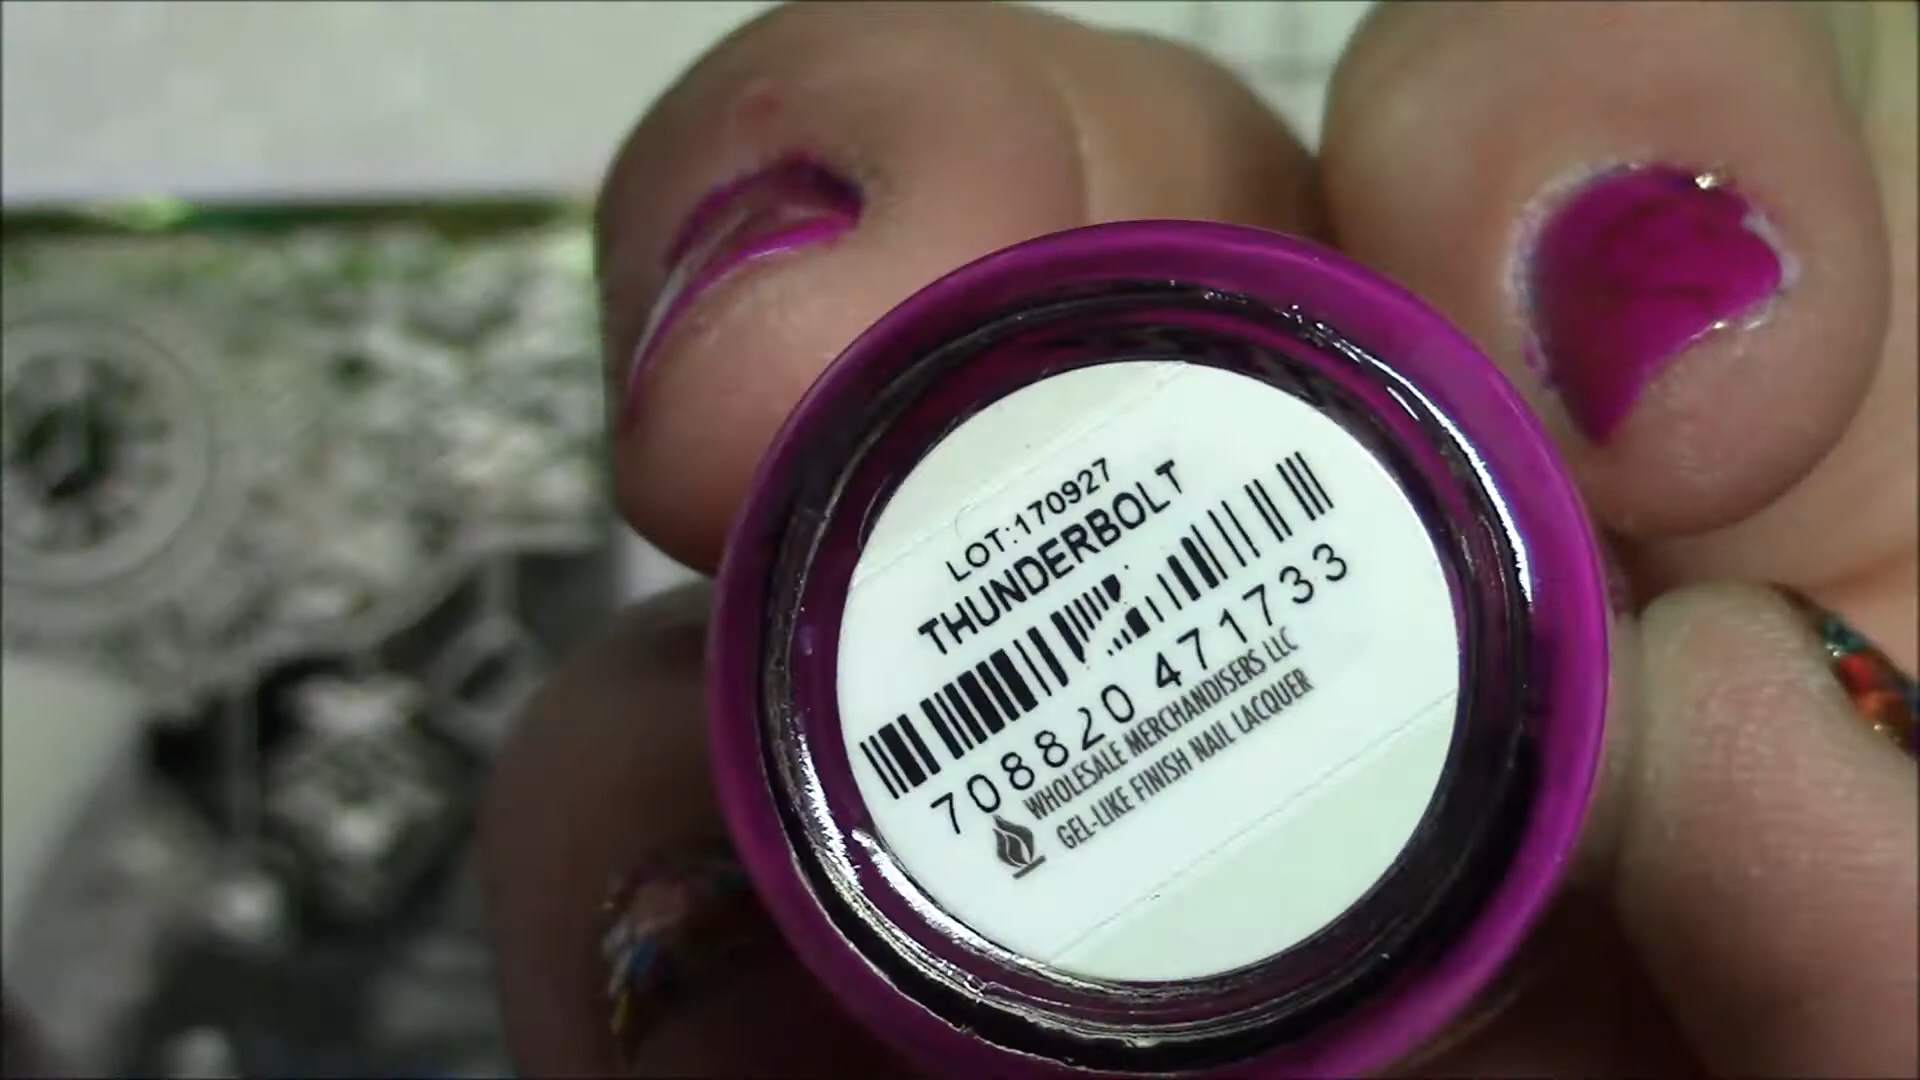 LOT:170927
THUNDERBOLT
708820 471733
WHOLESALE MERCHANDISERS LLC
GEL-LIKE FINISH NAIL LACQUER